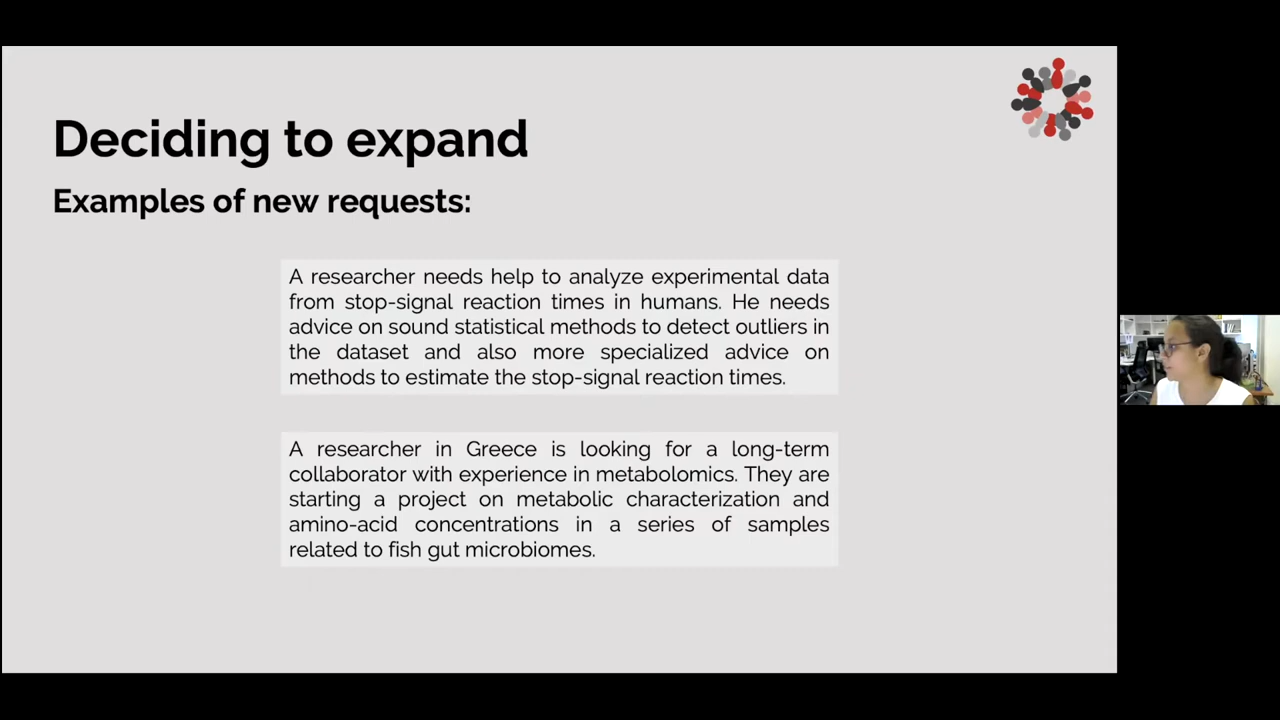 Deciding to expand
Examples of new requests:
A researcher needs help to analyze experimental data
from stop-signal reaction times in humans. He needs
advice on sound statistical methods to detect outliers in
the dataset and also more specialized advice on
methods to estimate the stop-signal reaction times.
A researcher in Greece is looking for a long-term
collaborator with experience in metabolomics. They are
starting a project on metabolic characterization and
amino-acid concentrations in a series of samples
related to fish gut microbiomes.